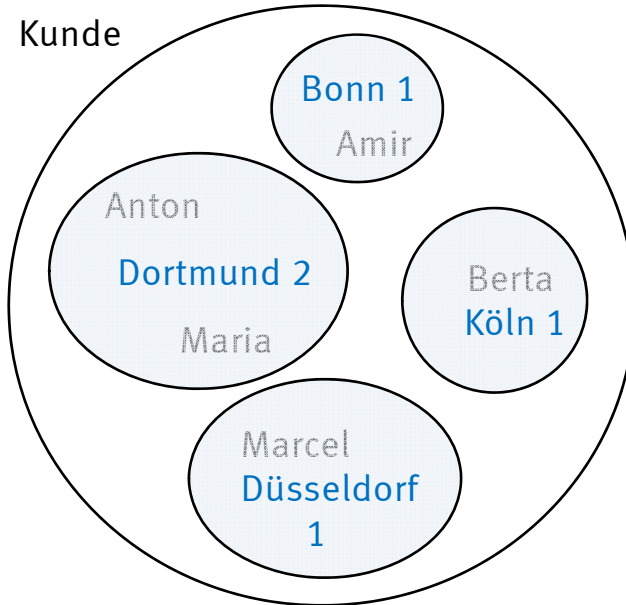 Kunde
Bonn 1
Amir
Anton
Dortmund 2
Maria
Berta
Köln 1
Marcel
Düsseldorf
1